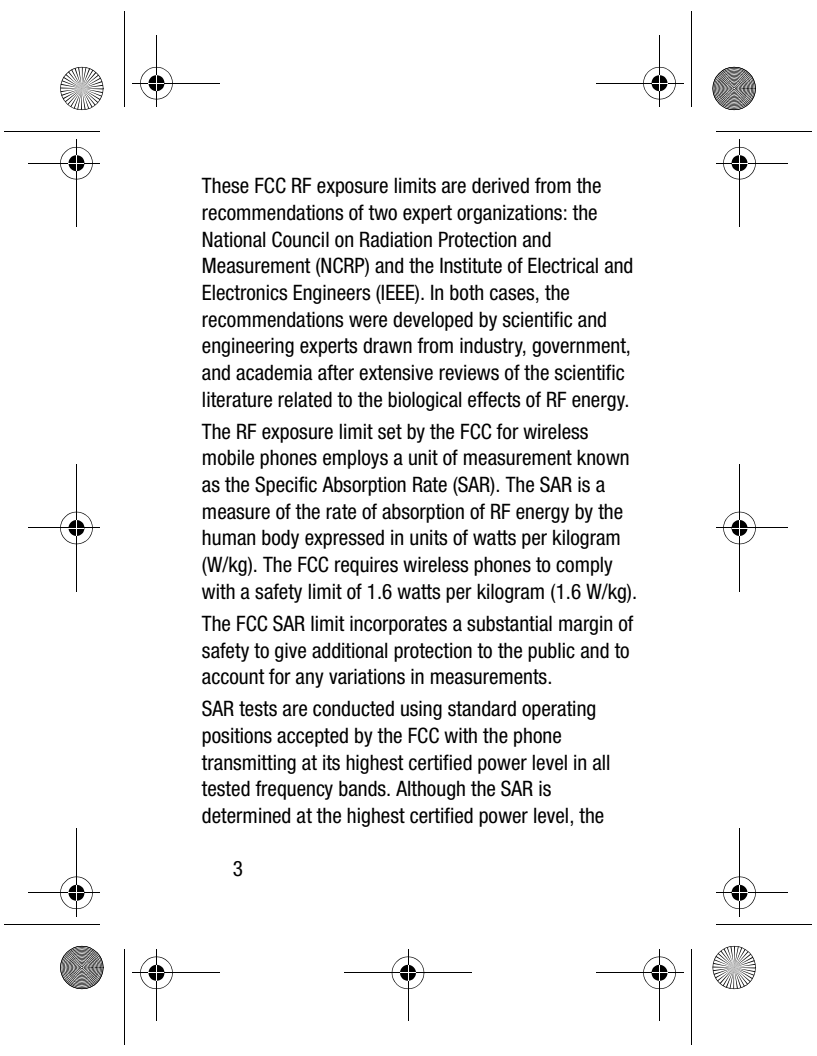 These FCC RF exposure limits are derived from the
recommendations of two expert organizations: the
National Council on Radiation Protection and
Measurement (NCRP) and the Institute of Electrical and
Electronics Engineers (IEEE). In both cases, the
recommendations were developed by scientific and
engineering experts drawn from industry, government,
and academia after extensive reviews of the scientific
literature related to the biological effects of RF energy.
The RF exposure limit set by the FCC for wireless
mobile phones employs a unit of measurement known
as the Specific Absorption Rate (SAR). The SAR is a
measure of the rate of absorption of RF energy by the
human body expressed in units of watts per kilogram
(W/kg). The FCC requires wireless phones to comply
with a safety limit of 1.6 watts per kilogram (1.6 W/kg).
The FCC SAR limit incorporates a substantial margin of
safety to give additional protection to the public and to
account for any variations in measurements.
SAR tests are conducted using standard operating
positions accepted by the FCC with the phone
transmitting at its highest certified power level in all
tested frequency bands. Although the SAR is
determined at the highest certified power level, the
3